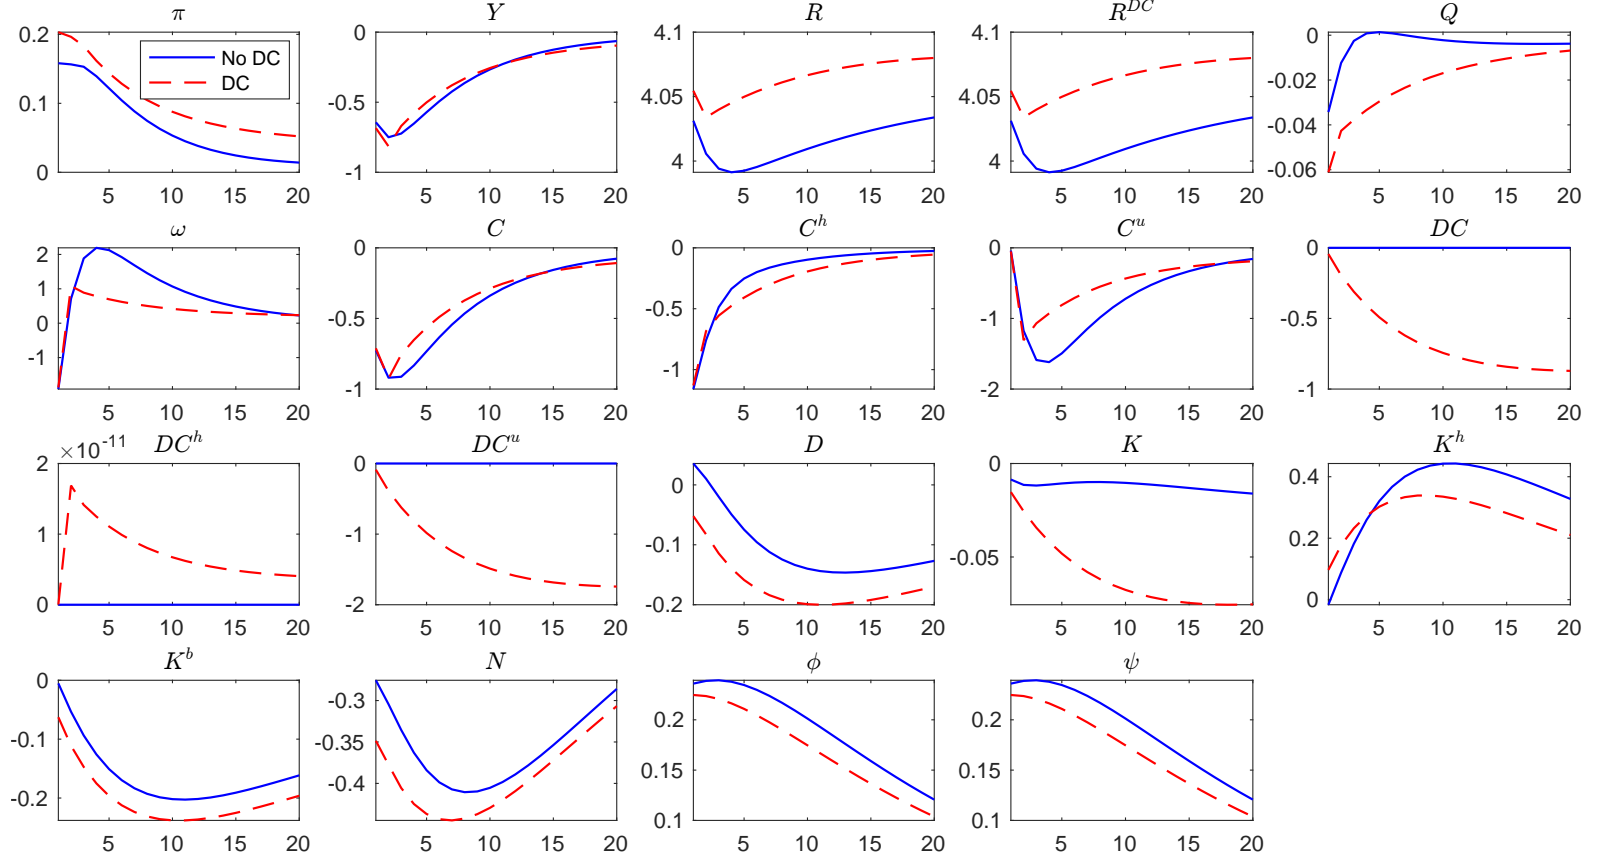 π Y R R^DC Q
0.2 0.1 0 5 10 15 20 No DC DC
0 -0.5 -1 5 10 15 20
4.1 4.05 4 5 10 15 20
4.1 4.05 4 5 10 15 20
0 -0.02 -0.04 -0.06 5 10 15 20
ω C C^h C^u DC
2 1 0 -1 5 10 15 20
0 -0.5 -1 5 10 15 20
0 -0.5 -1 5 10 15 20
0 -1 -2 5 10 15 20
0 -0.5 -1 5 10 15 20
DC^h DC^u D K K^h
×10^-11 2 1 0 5 10 15 20
0 -1 -2 5 10 15 20
0 -0.1 -0.2 5 10 15 20
0 -0.05 5 10 15 20
0.4 0.2 0 5 10 15 20
K^b N φ ψ
0 -0.1 -0.2 5 10 15 20
-0.3 -0.35 -0.4 5 10 15 20
0.2 0.15 0.1 5 10 15 20
0.2 0.15 0.1 5 10 15 20